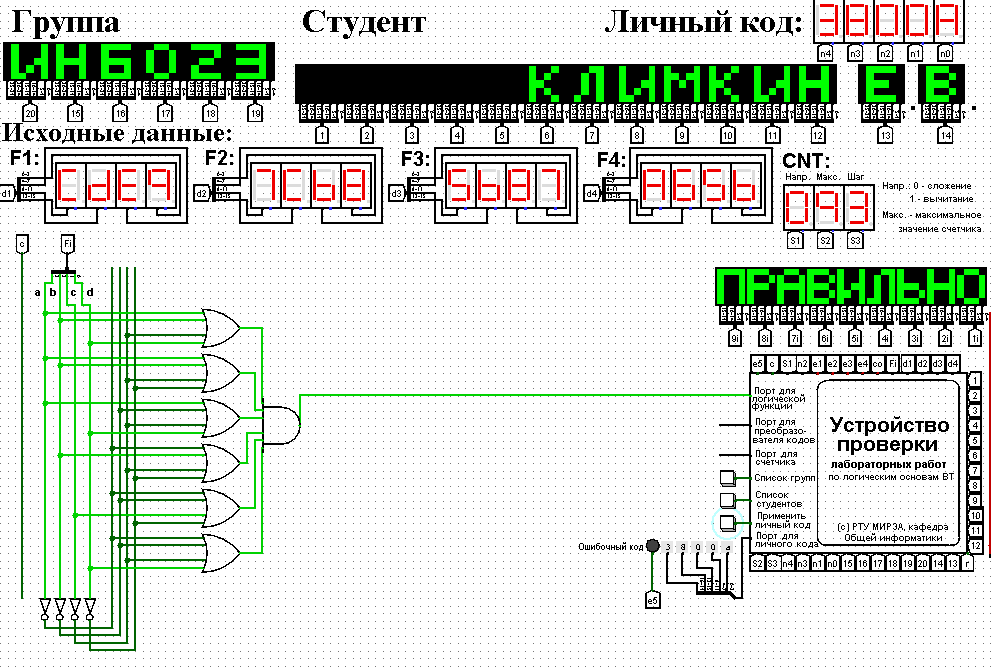 Группа Студент Личный код:
3800A
n4 n3 n2 n1 n0
ИНБО23
КЛИМКИН Е.В.
20 15 16 17 18 19
1 2 3 4 5 6 7 8 9 10 11 12 13 14
Исходные данные:
F1: F2: F3: F4: CNT:
d1 d2 d3 d4
Напр. Макс. Шаг
093
S1 S2 S3
Напр.: 0 - сложение
1 - вычитание
Макс. - максимальное
значение счетчика
c Fi
a b c d
ПРАВИЛЬНО
9i 8i 7i 6i 5i 4i 3i 2i 1i
e5 c S1 n2 e1 e2 e3 e4 co Fi d1 d2 d3 d4
Порт для
логической
функции
Порт для
преобразо-
вателя кодов
Порт для
счётчика
Список групп
Список
студентов
Применить
личный код
Порт для
личного кода
Устройство
проверки
лабораторных работ
по логическим основам ВТ
(с) РТУ МИРЭА, кафедра
Общей информатики
1
2
3
4
5
6
7
8
9
10
11
12
Ошибочный код
3 8 0 0 a
e5
S2 S3 n4 n3 n1 n0 15 16 17 18 19 20 14 13 r